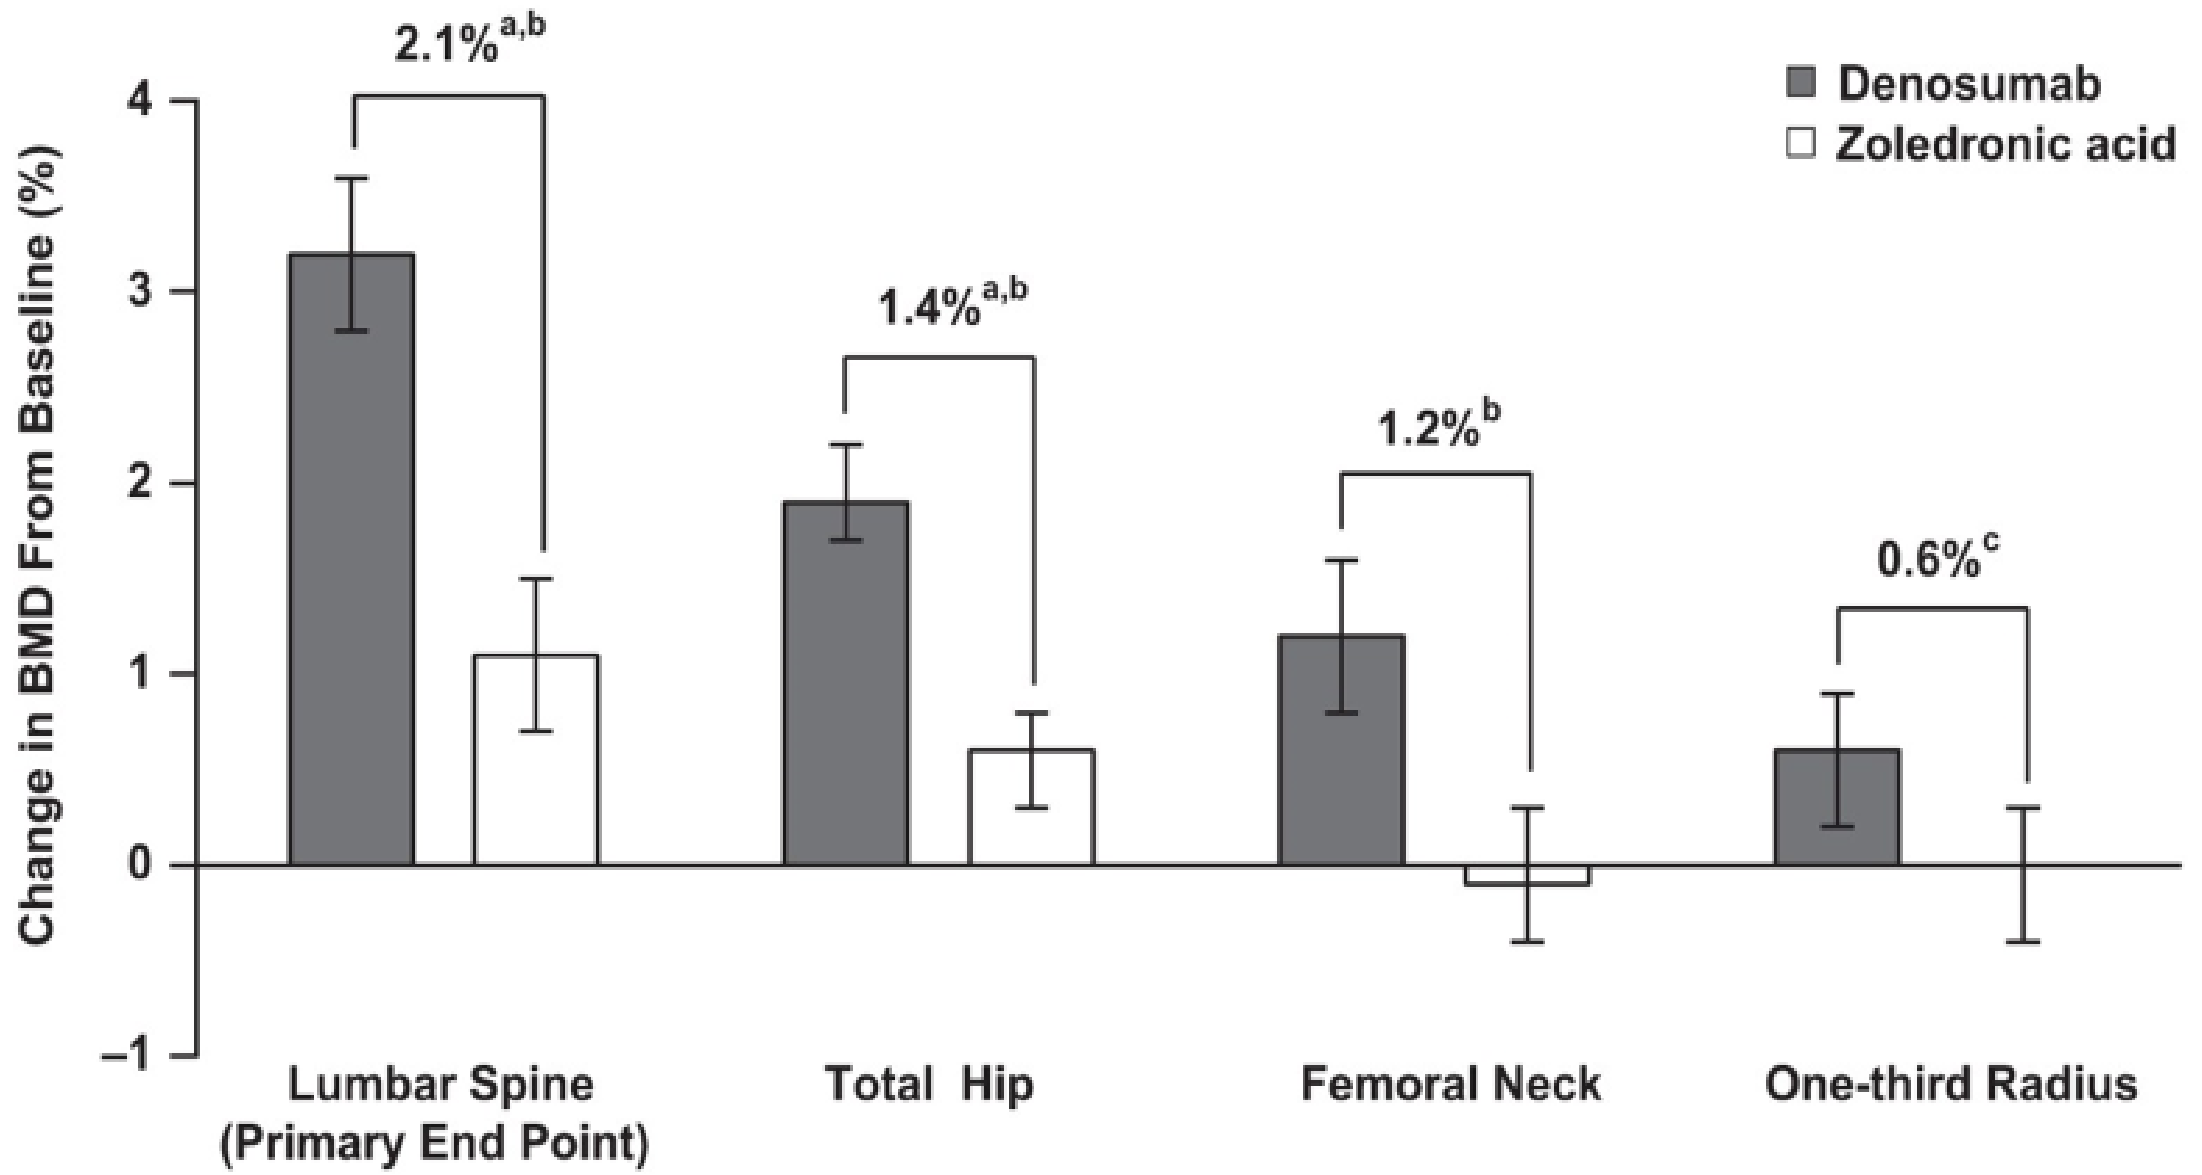 2.1%a,b
Denosumab
Zoledronic acid
1.4%a,b
1.2%b
0.6%c
Change in BMD From Baseline (%)
4
3
2
1
0
–1
Lumbar Spine
(Primary End Point)
Total Hip
Femoral Neck
One-third Radius